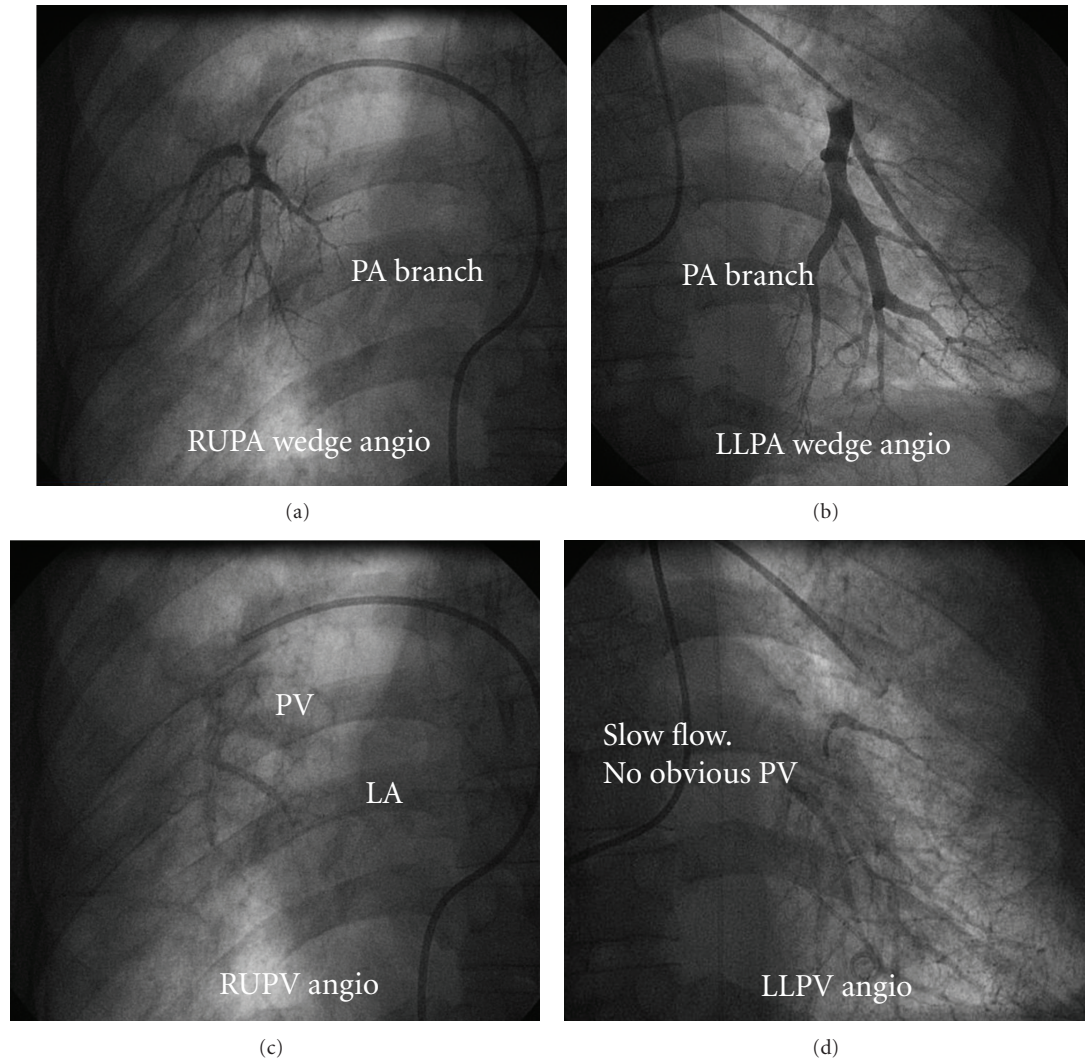 PA branch
RUPA wedge angio
(a)
PA branch
LLPA wedge angio
(b)
PV
LA
RUPV angio
(c)
Slow flow.
No obvious PV
LLPV angio
(d)